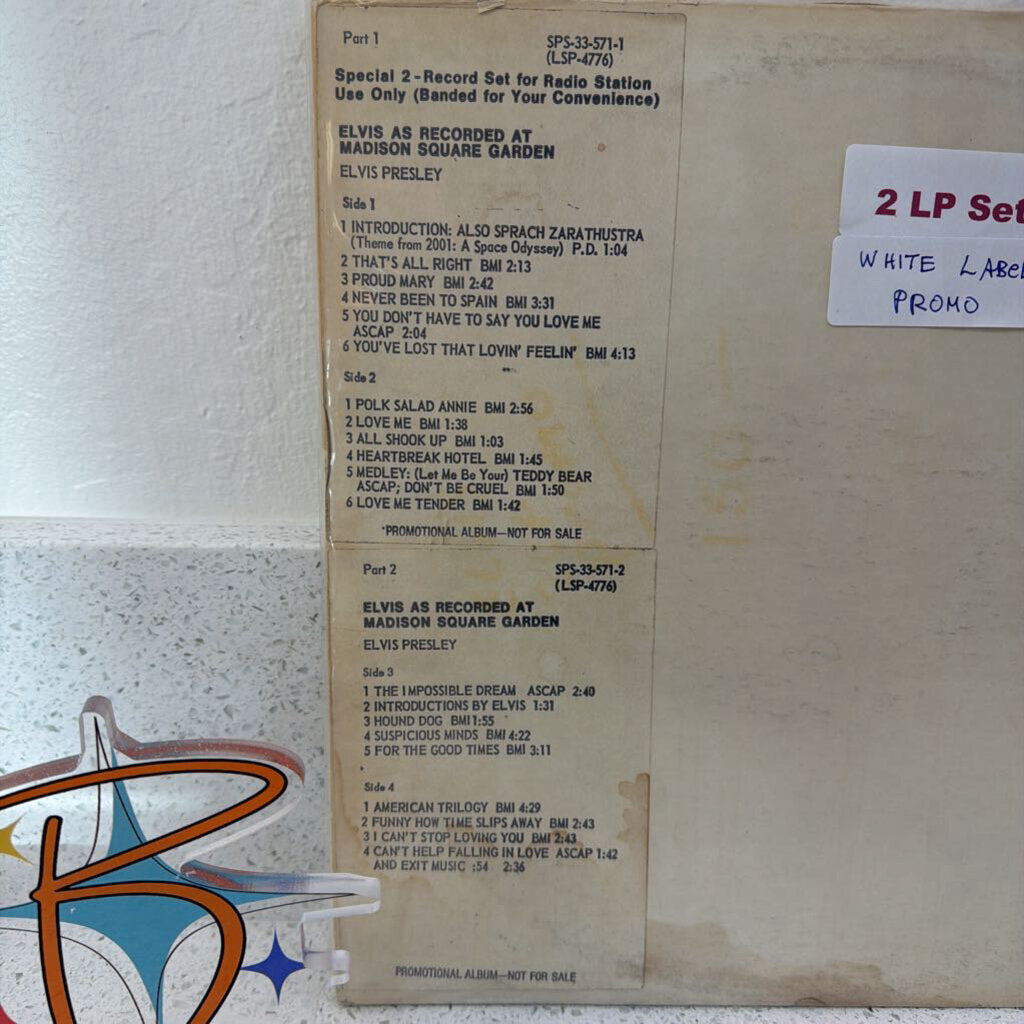 Part 1 SPS-33-571-1
(LSP-4776)
Special 2-Record Set for Radio Station
Use Only (Banded for Your Convenience)
ELVIS AS RECORDED AT
MADISON SQUARE GARDEN
ELVIS PRESLEY
Side 1
1 INTRODUCTION: ALSO SPRACH ZARATHUSTRA
(Theme from 2001: A Space Odyssey) P.D. 1:04
2 THAT'S ALL RIGHT BMI 2:13
3 PROUD MARY BMI 2:42
4 NEVER BEEN TO SPAIN BMI 3:31
5 YOU DON'T HAVE TO SAY YOU LOVE ME
ASCAP 2:04
6 YOU'VE LOST THAT LOVIN' FEELIN' BMI 4:13
Side 2
1 POLK SALAD ANNIE BMI 2:56
2 LOVE ME BMI 1:38
3 ALL SHOOK UP BMI 1:03
4 HEARTBREAK HOTEL BMI 1:45
5 MEDLEY: (Let Me Be Your) TEDDY BEAR
ASCAP; DON'T BE CRUEL BMI 1:50
6 LOVE ME TENDER BMI 1:42
PROMOTIONAL ALBUM—NOT FOR SALE
Part 2 SPS-33-571-2
(LSP-4776)
ELVIS AS RECORDED AT
MADISON SQUARE GARDEN
ELVIS PRESLEY
Side 3
1 THE IMPOSSIBLE DREAM ASCAP 2:40
2 INTRODUCTIONS BY ELVIS 1:31
3 HOUND DOG BMI 1:55
4 SUSPICIOUS MINDS BMI 4:22
5 FOR THE GOOD TIMES BMI 3:11
Side 4
1 AMERICAN TRILOGY BMI 4:29
2 FUNNY HOW TIME SLIPS AWAY BMI 2:43
3 I CAN'T STOP LOVING YOU BMI 2:43
4 CAN'T HELP FALLING IN LOVE ASCAP 1:42
AND EXIT MUSIC :54 2:36
PROMOTIONAL ALBUM—NOT FOR SALE
2 LP Set
WHITE LABEL
PROMO
B